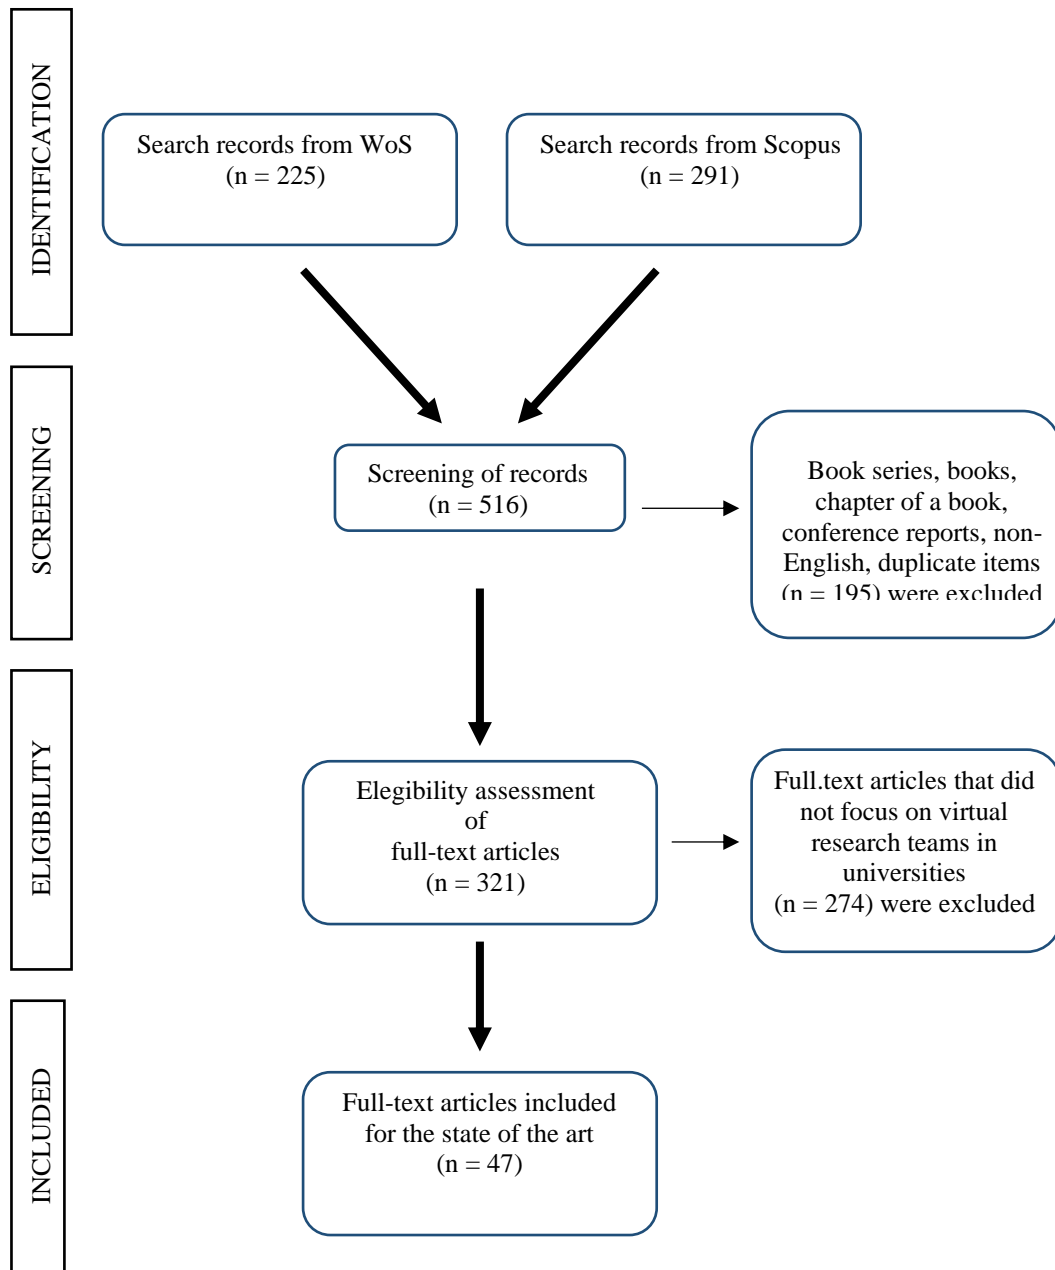 IDENTIFICATION
Search records from WoS
(n = 225)
Search records from Scopus
(n = 291)
SCREENING
Screening of records
(n = 516)
Book series, books,
chapter of a book,
conference reports, non-
English, duplicate items
(n = 195) were excluded
ELIGIBILITY
Elegibility assessment
of
full-text articles
(n = 321)
Full.text articles that did
not focus on virtual
research teams in
universities
(n = 274) were excluded
INCLUDED
Full-text articles included
for the state of the art
(n = 47)